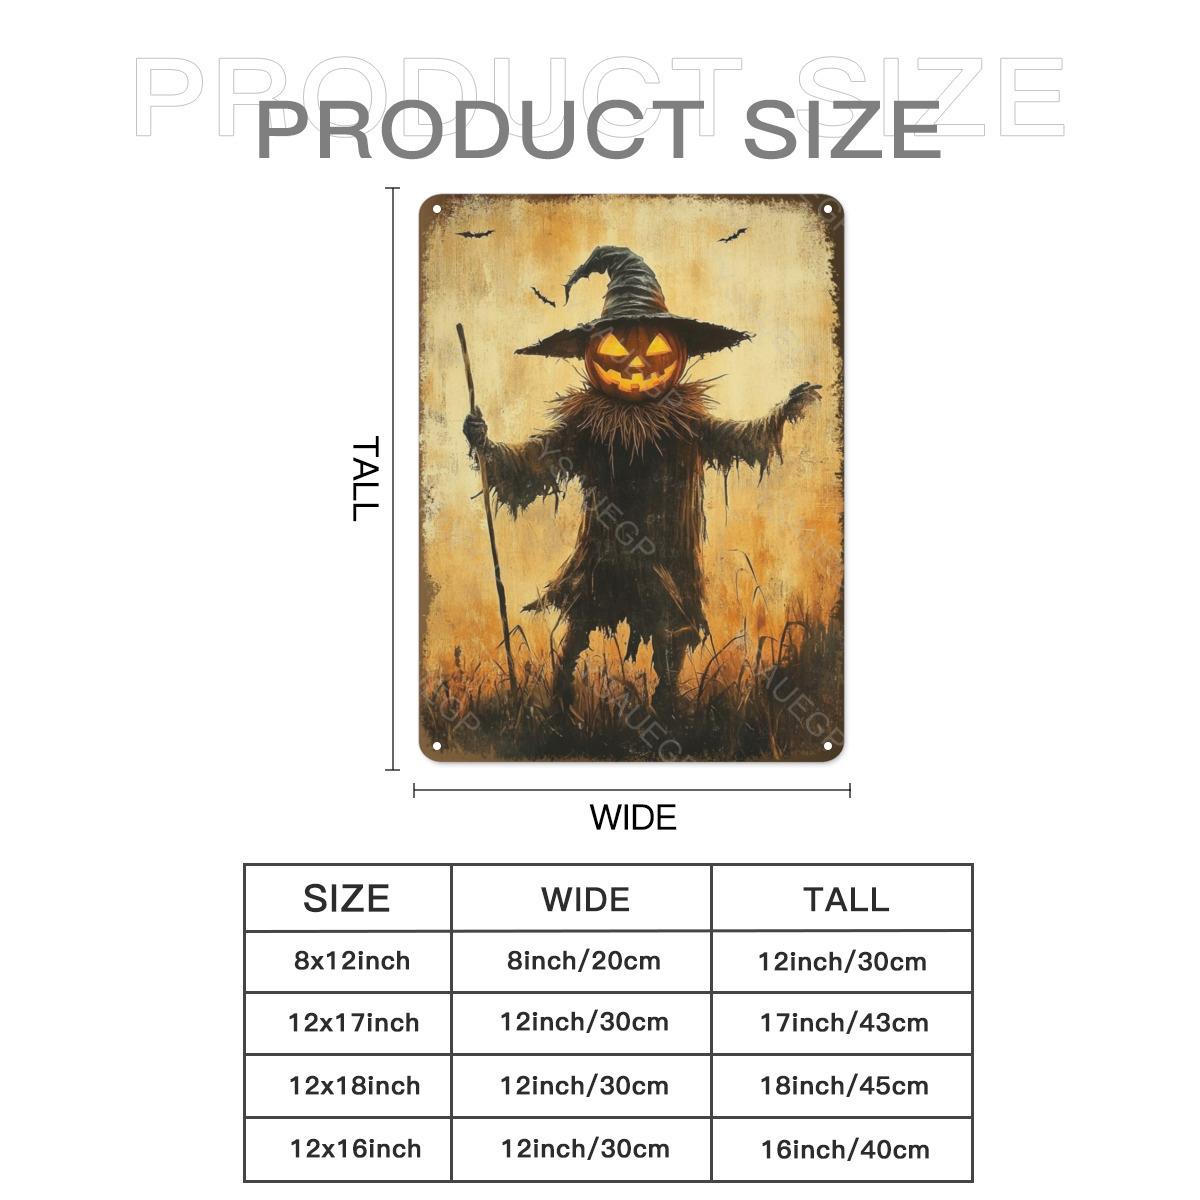 PRODUCT SIZE
PRODUCT SIZE
TALL
YSAUEGP
WIDE
SIZE WIDE TALL
8x12inch 8inch/20cm 12inch/30cm
12x17inch 12inch/30cm 17inch/43cm
12x18inch 12inch/30cm 18inch/45cm
12x16inch 12inch/30cm 16inch/40cm